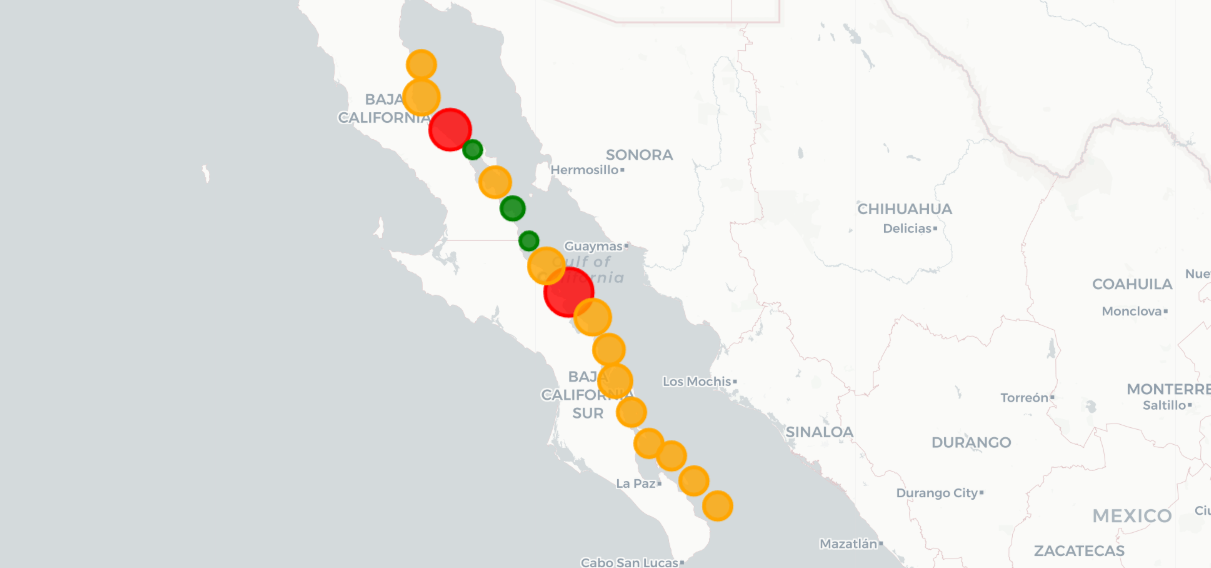 BAJA
CALIFORNIA
SONORA
Hermosillo
CHIHUAHUA
Delicias
Guaymas
Gulf of
California
COAHUILA
Nue
Monclova
BAJA
CALIFORNIA
SUR
Los Mochis
MONTERRE
Torreón
Saltillo
SINALOA
DURANGO
La Paz
Durango City
MEXICO
Ciu
Mazatlán
ZACATECAS
Cabo San Lucas